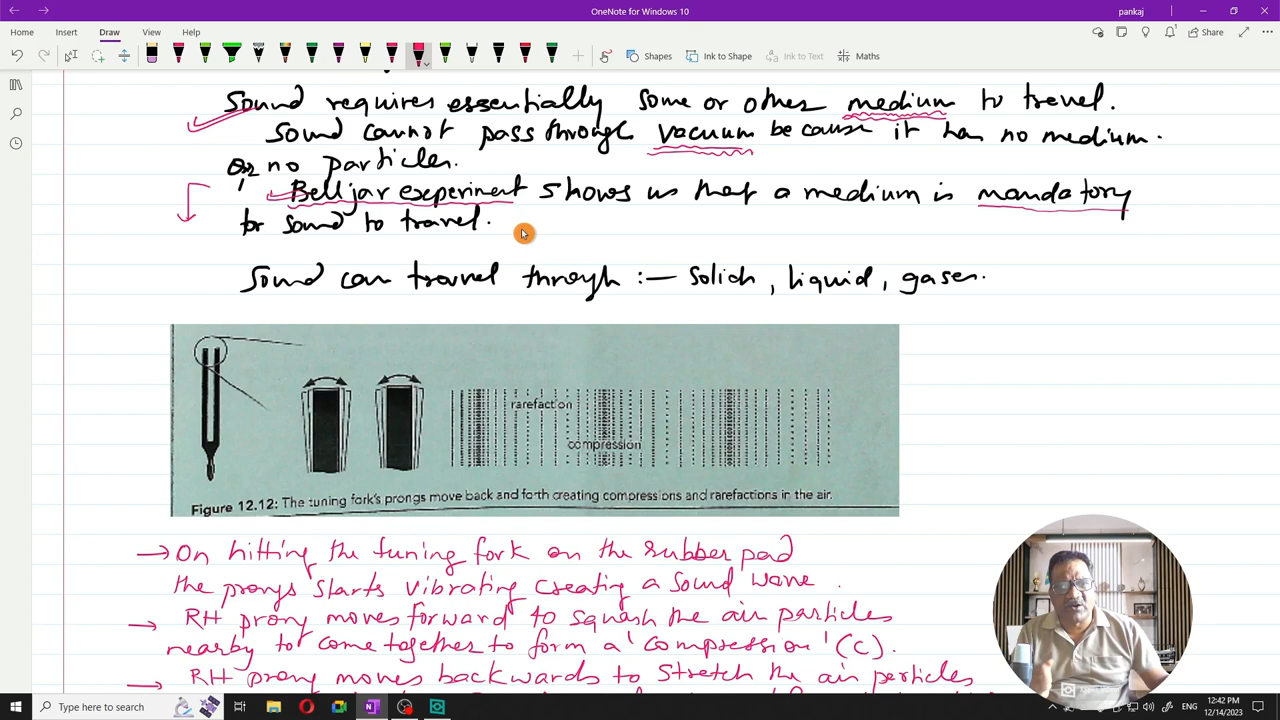 OneNote for Windows 10
pankaj
Home Insert Draw View Help
Share
Shapes Ink to Shape Ink to Text Maths
Sound requires essentially some or other medium to travel.
Sound cannot pass through vacuum because it has no medium.
Or no particles.
Bell jar experiment shows us that a medium is mandatory
for sound to travel.
Sound can travel through :— Solids, liquid, gases.
rarefaction
compression
Figure 12.12: The tuning fork's prongs move back and forth creating compressions and rarefactions in the air.
→ On hitting the tuning fork on the rubber pad
the prongs starts vibrating creating a sound wave.
→ RH prong moves forward to squash the air particles
nearby to come together to form a 'compression' (C).
→ RH prong moves backwards to stretch the air particles
Type here to search
12:42 PM
12/14/2023